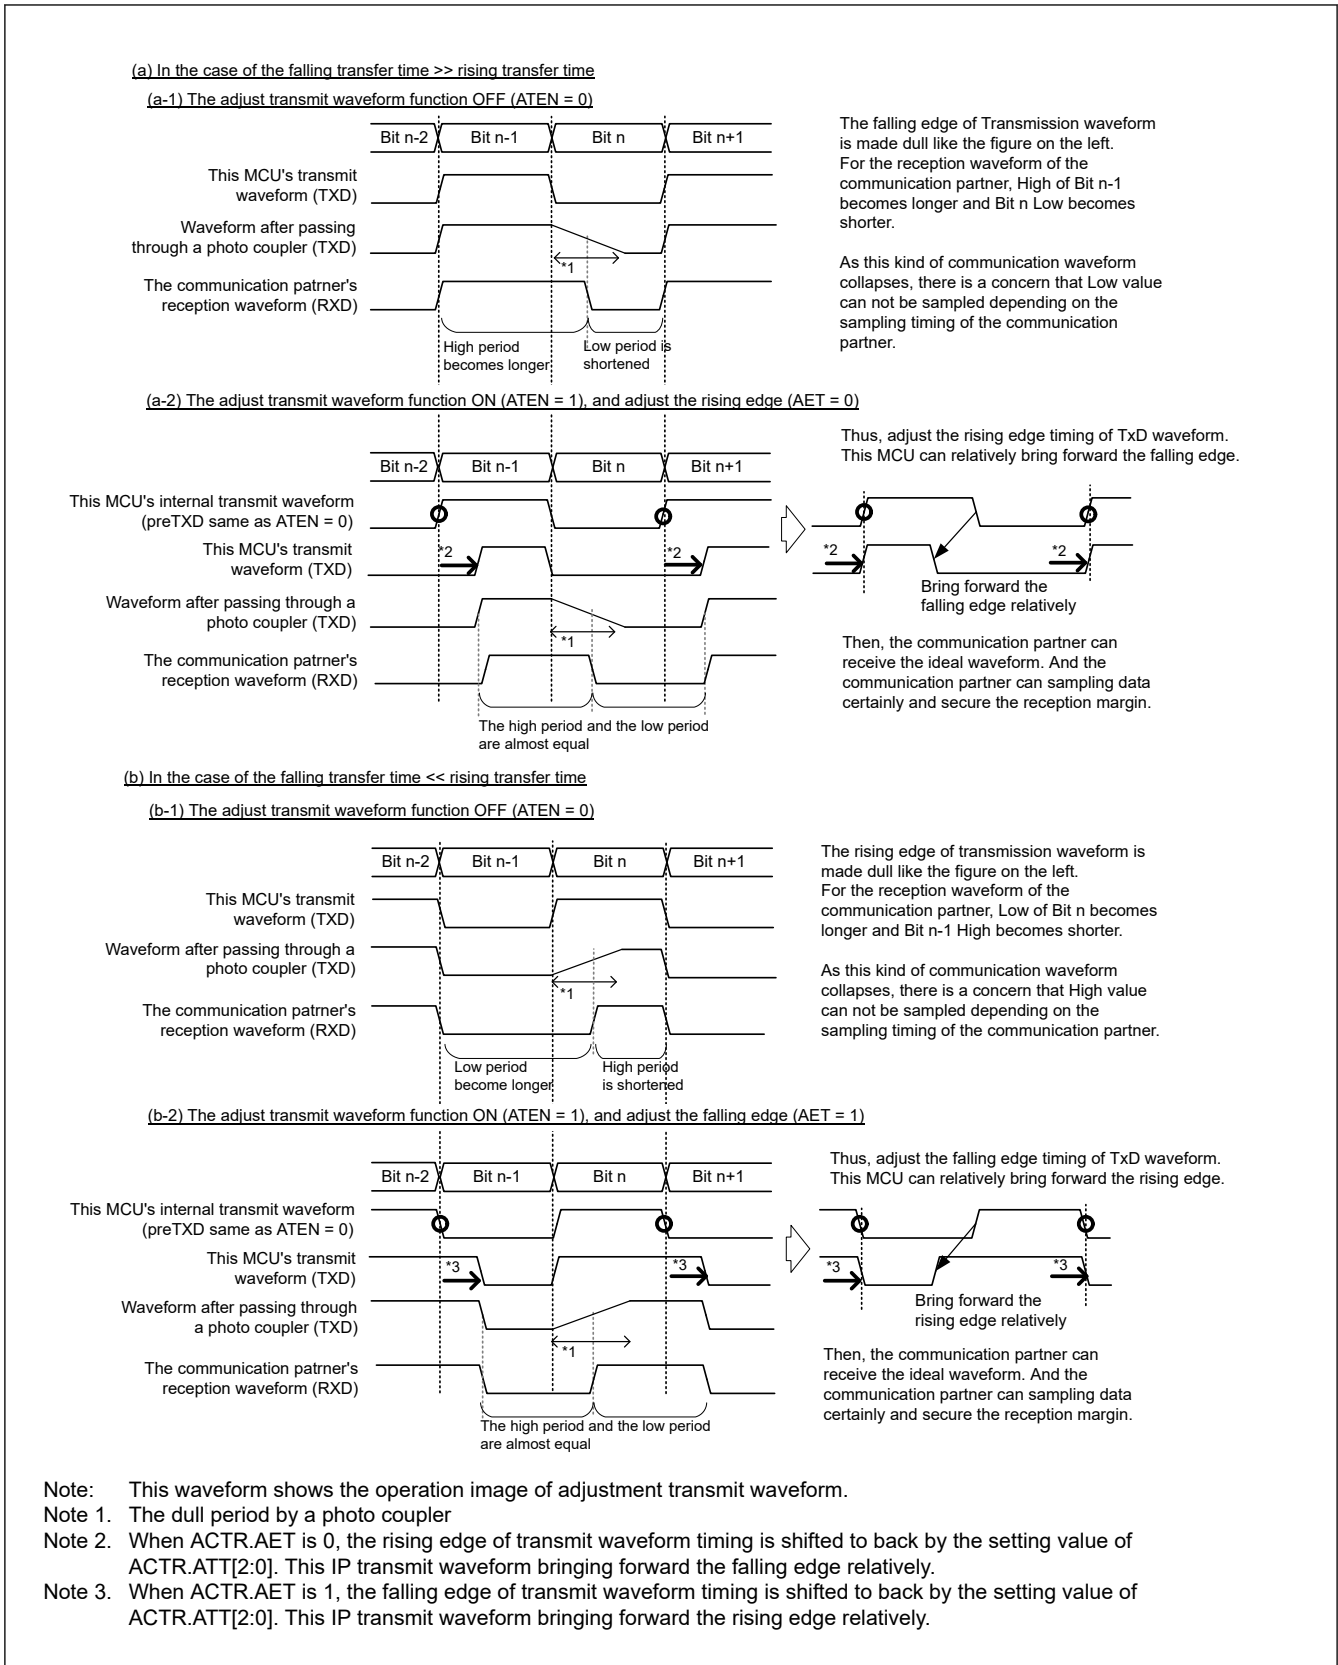 (a) In the case of the falling transfer time >> rising transfer time
(a-1) The adjust transmit waveform function OFF (ATEN = 0)
Bit n-2 Bit n-1 Bit n Bit n+1
This MCU's transmit
waveform (TXD)
Waveform after passing
through a photo coupler (TXD)
*1
The communication patrner's
reception waveform (RXD)
High period
becomes longer
Low period is
shortened
The falling edge of Transmission waveform
is made dull like the figure on the left.
For the reception waveform of the
communication partner, High of Bit n-1
becomes longer and Bit n Low becomes
shorter.
As this kind of communication waveform
collapses, there is a concern that Low value
can not be sampled depending on the
sampling timing of the communication
partner.
(a-2) The adjust transmit waveform function ON (ATEN = 1), and adjust the rising edge (AET = 0)
Bit n-2 Bit n-1 Bit n Bit n+1
This MCU's internal transmit waveform
(preTXD same as ATEN = 0)
This MCU's transmit
waveform (TXD)
*2 *2
Waveform after passing through a
photo coupler (TXD)
*1
The communication patrner's
reception waveform (RXD)
The high period and the low period
are almost equal
Thus, adjust the rising edge timing of TxD waveform.
This MCU can relatively bring forward the falling edge.
*2 *2
Bring forward the
falling edge relatively
Then, the communication partner can
receive the ideal waveform. And the
communication partner can sampling data
certainly and secure the reception margin.
(b) In the case of the falling transfer time << rising transfer time
(b-1) The adjust transmit waveform function OFF (ATEN = 0)
Bit n-2 Bit n-1 Bit n Bit n+1
This MCU's transmit
waveform (TXD)
Waveform after passing through a
photo coupler (TXD)
*1
The communication patrner's
reception waveform (RXD)
Low period
become longer
High period
is shortened
The rising edge of transmission waveform is
made dull like the figure on the left.
For the reception waveform of the
communication partner, Low of Bit n becomes
longer and Bit n-1 High becomes shorter.
As this kind of communication waveform
collapses, there is a concern that High value
can not be sampled depending on the
sampling timing of the communication partner.
(b-2) The adjust transmit waveform function ON (ATEN = 1), and adjust the falling edge (AET = 1)
Bit n-2 Bit n-1 Bit n Bit n+1
This MCU's internal transmit waveform
(preTXD same as ATEN = 0)
This MCU's transmit
waveform (TXD)
*3 *3
Waveform after passing through
a photo coupler (TXD)
*1
The communication patrner's
reception waveform (RXD)
The high period and the low period
are almost equal
Thus, adjust the falling edge timing of TxD waveform.
This MCU can relatively bring forward the rising edge.
*3 *3
Bring forward the
rising edge relatively
Then, the communication partner can
receive the ideal waveform. And the
communication partner can sampling data
certainly and secure the reception margin.
Note: This waveform shows the operation image of adjustment transmit waveform.
Note 1. The dull period by a photo coupler
Note 2. When ACTR.AET is 0, the rising edge of transmit waveform timing is shifted to back by the setting value of
ACTR.ATT[2:0]. This IP transmit waveform bringing forward the falling edge relatively.
Note 3. When ACTR.AET is 1, the falling edge of transmit waveform timing is shifted to back by the setting value of
ACTR.ATT[2:0]. This IP transmit waveform bringing forward the rising edge relatively.